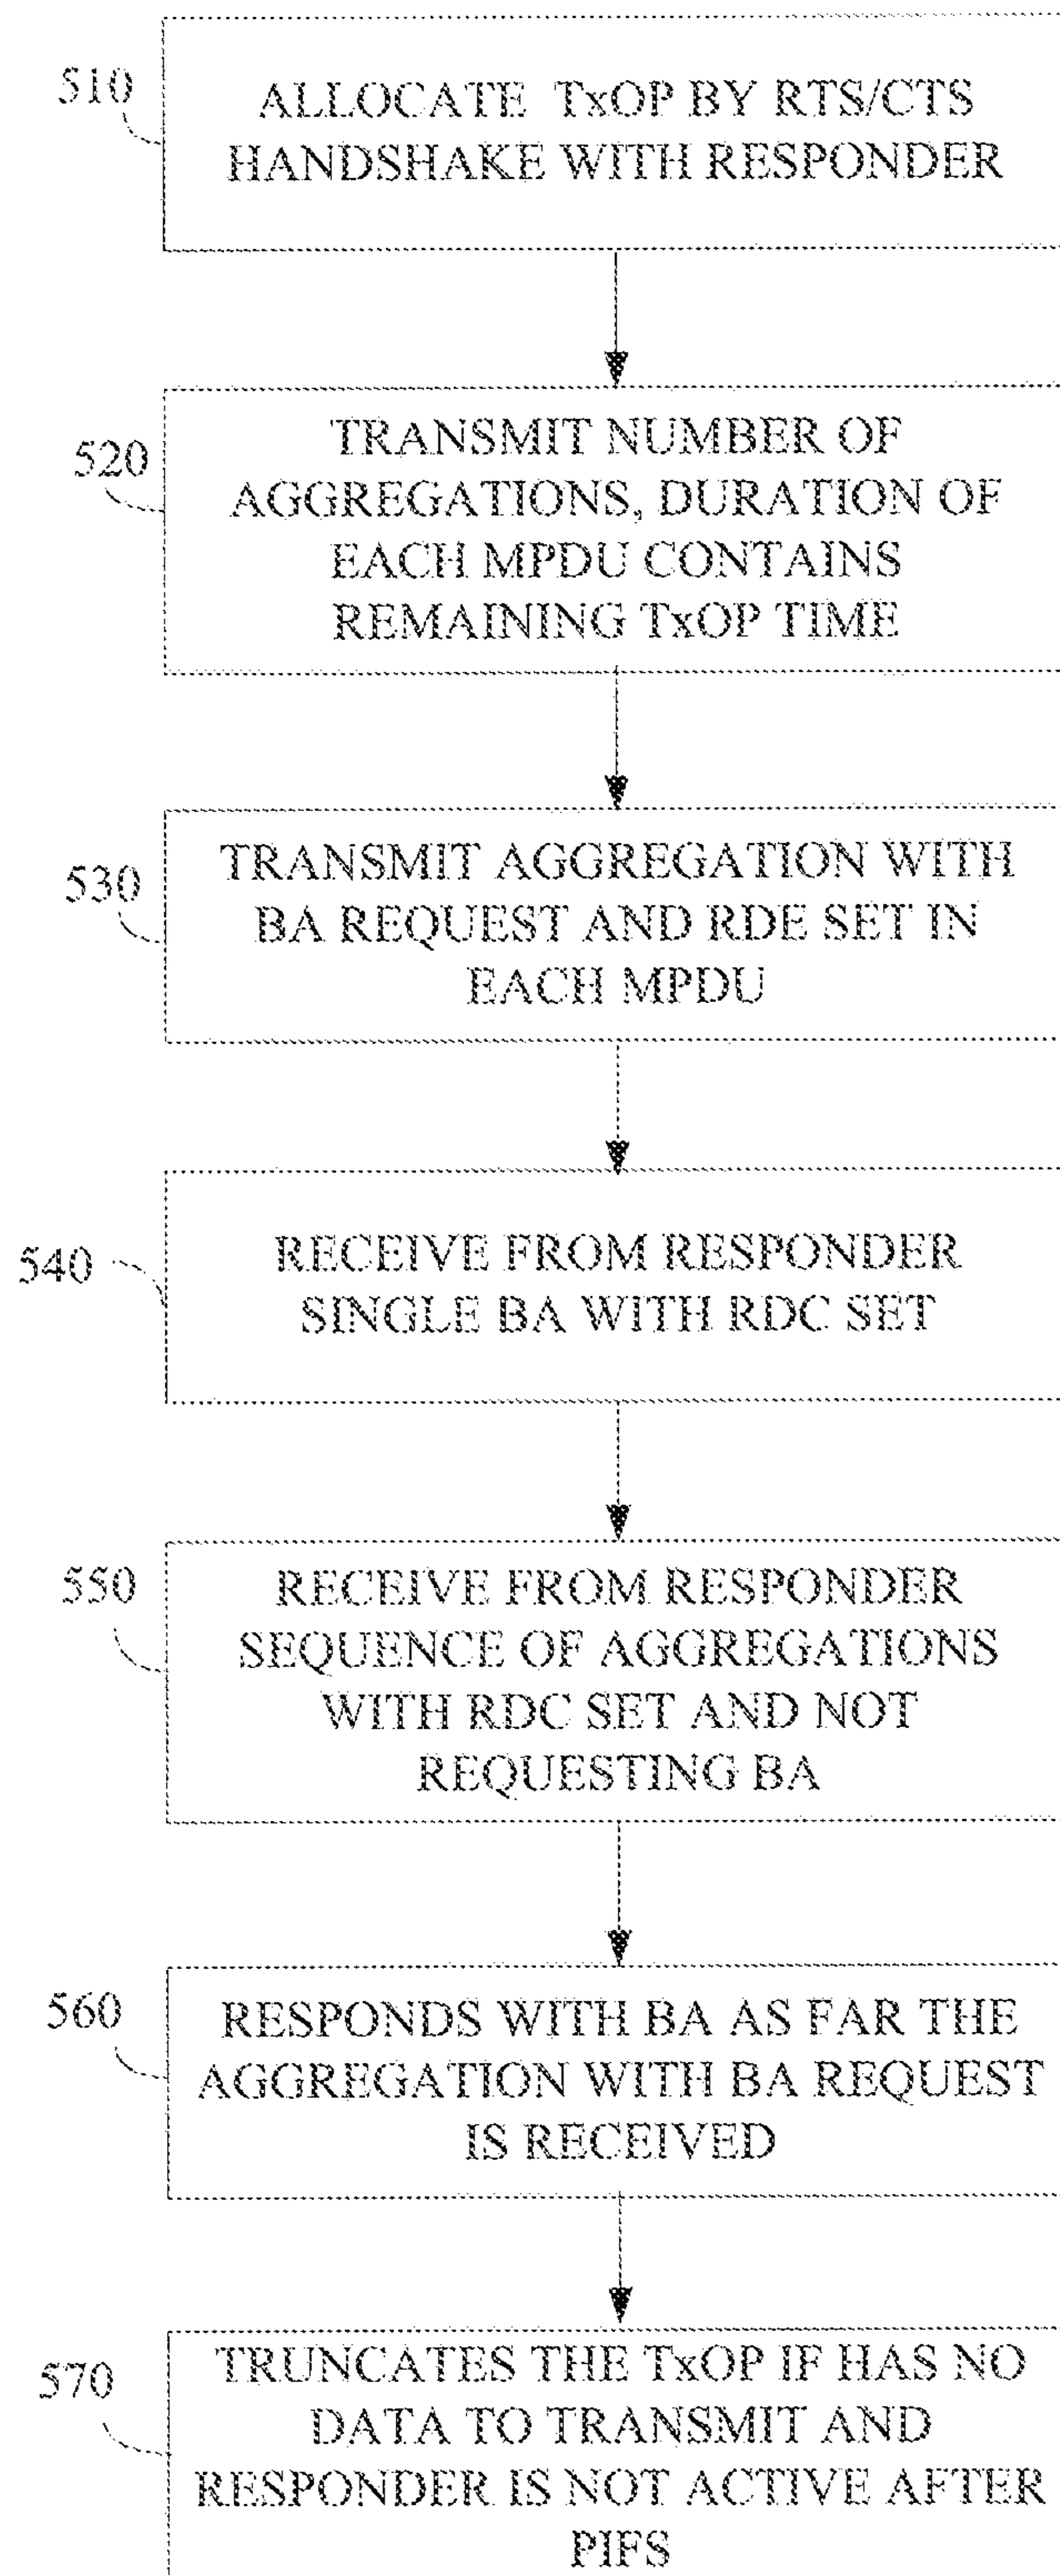 510
ALLOCATE TxOP BY RTS/CTS
HANDSHAKE WITH RESPONDER
520
TRANSMIT NUMBER OF
AGGREGATIONS, DURATION OF
EACH MPDU CONTAINS
REMAINING TxOP TIME
530
TRANSMIT AGGREGATION WITH
BA REQUEST AND RDE SET IN
EACH MPDU
540
RECEIVE FROM RESPONDER
SINGLE BA WITH RDC SET
550
RECEIVE FROM RESPONDER
SEQUENCE OF AGGREGATIONS
WITH RDC SET AND NOT
REQUESTING BA
560
RESPONDS WITH BA AS FAR THE
AGGREGATION WITH BA REQUEST
IS RECEIVED
570
TRUNCATES THE TxOP IF HAS NO
DATA TO TRANSMIT AND
RESPONDER IS NOT ACTIVE AFTER
PIFS